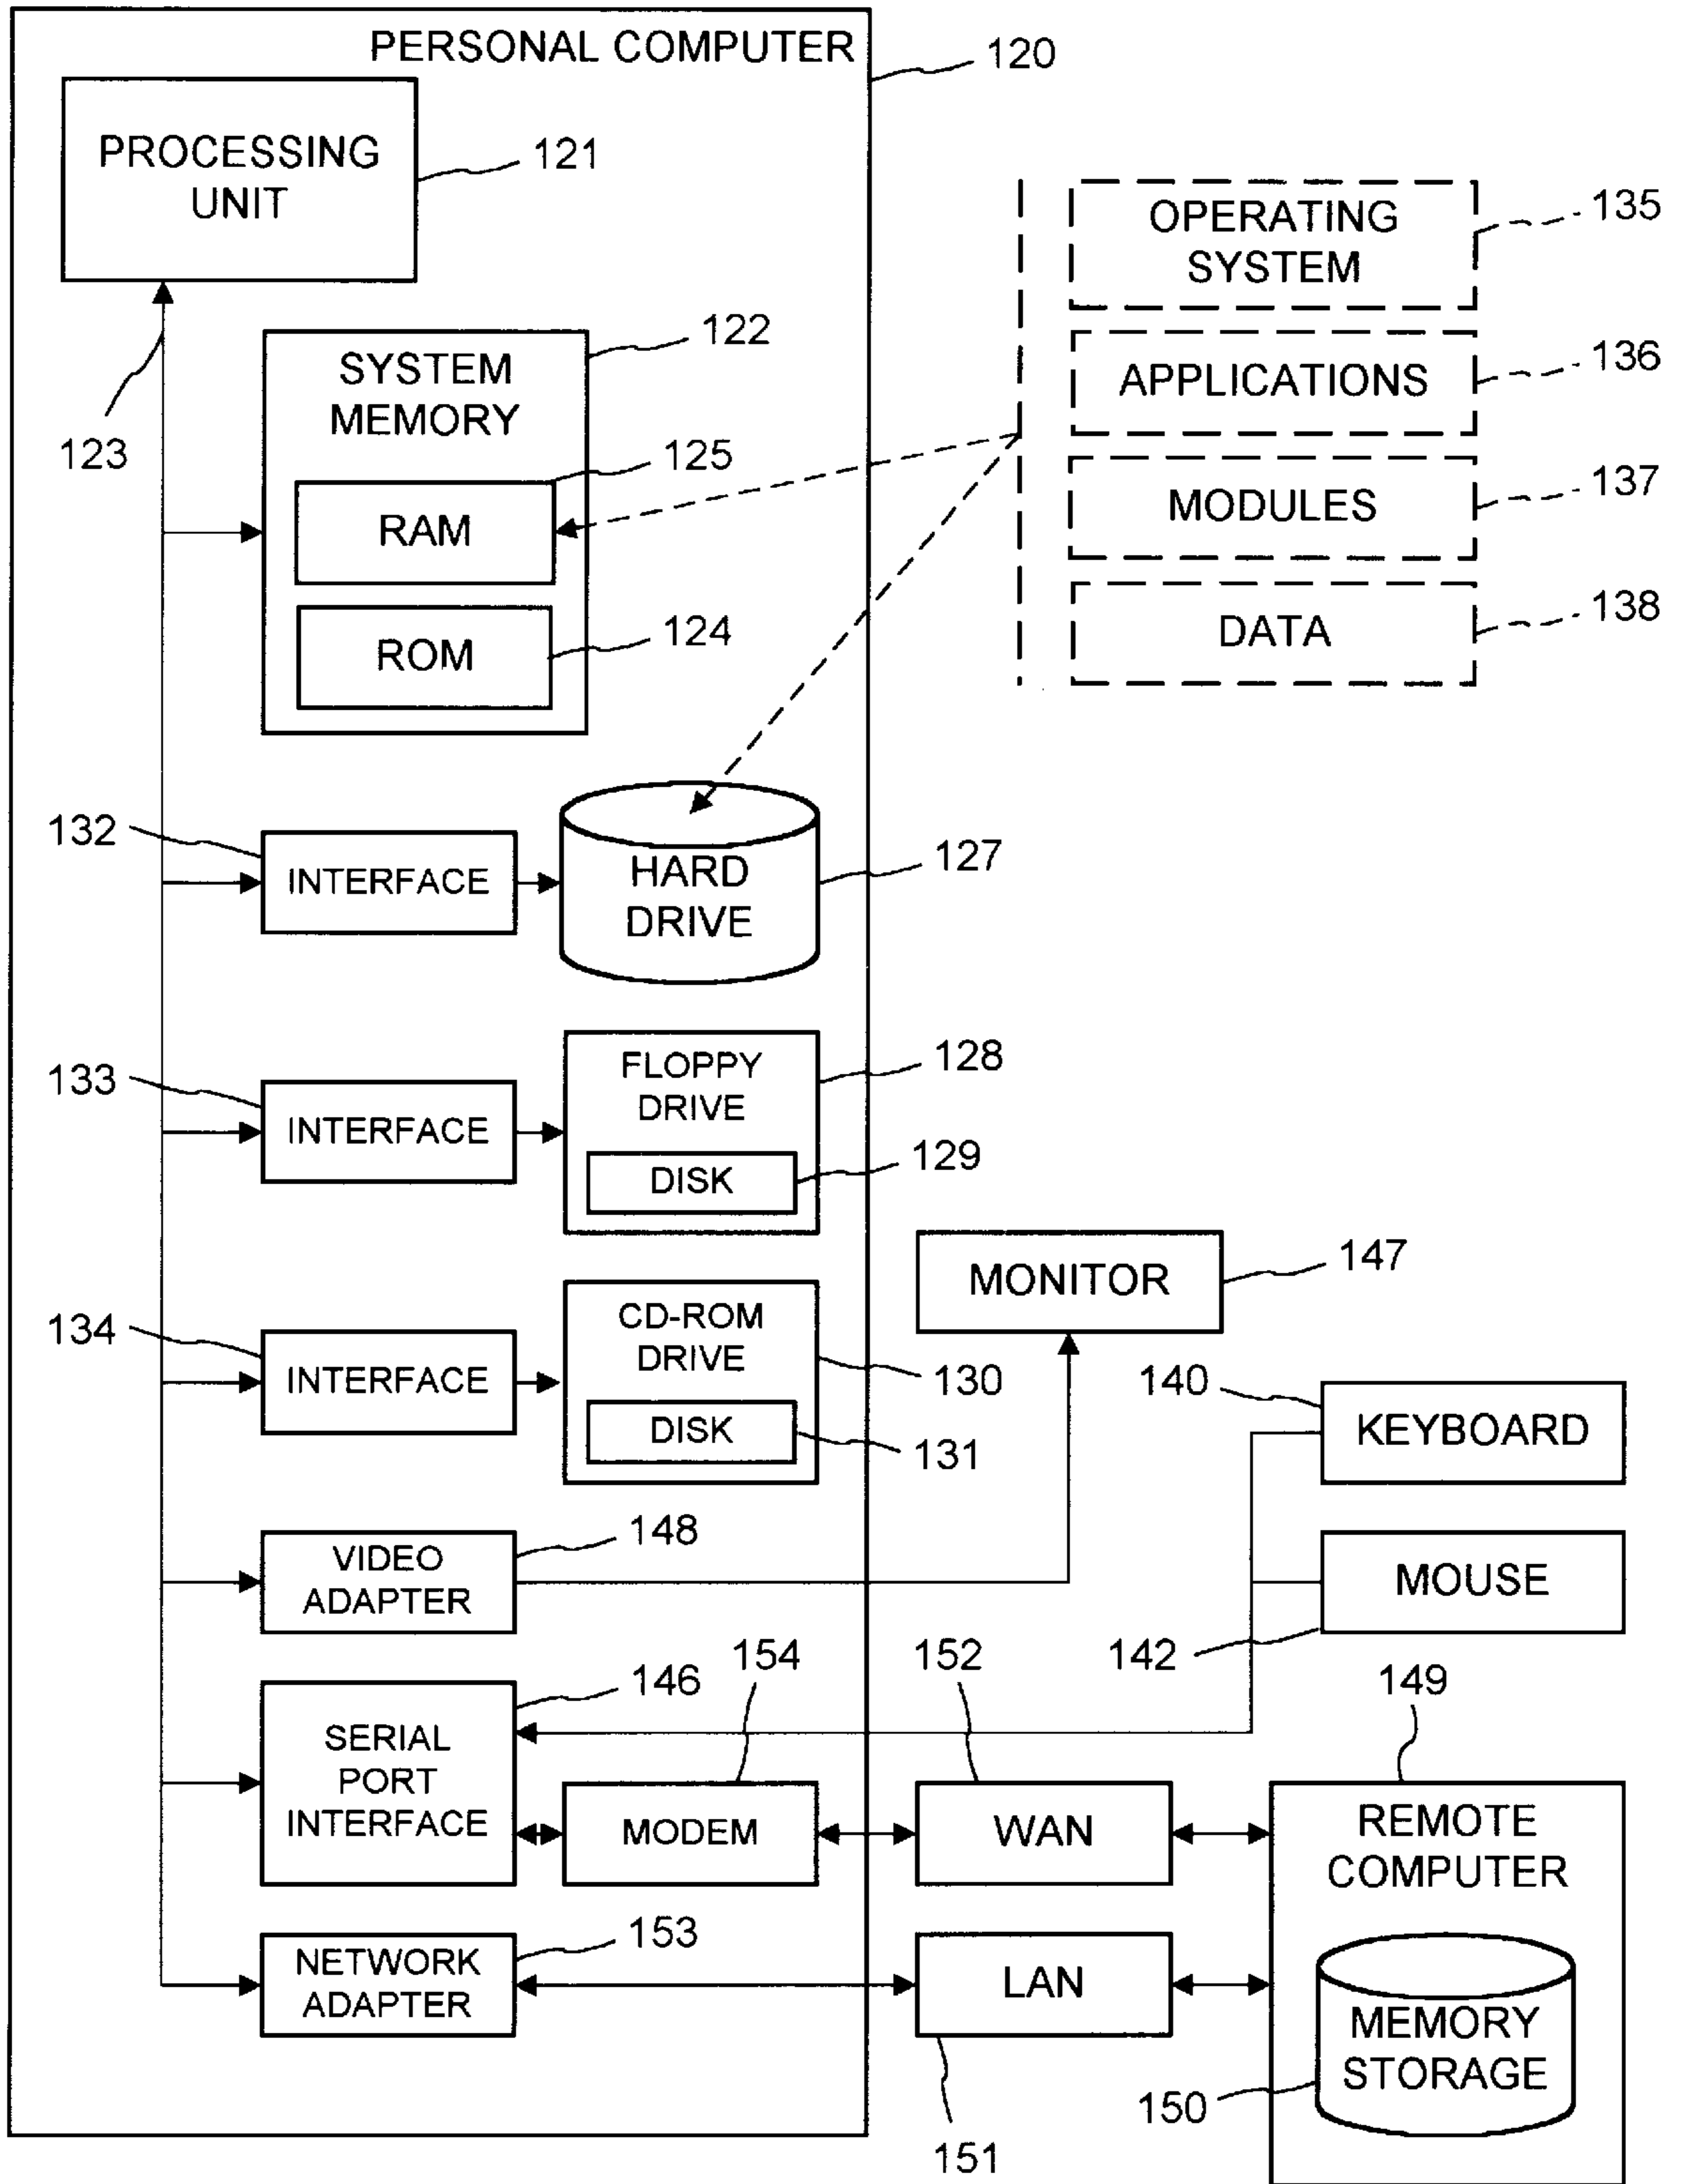 PERSONAL COMPUTER
120
PROCESSING
UNIT
121
123
SYSTEM
MEMORY
122
RAM
125
ROM
124
OPERATING
SYSTEM
135
APPLICATIONS
136
MODULES
137
DATA
138
132
INTERFACE
HARD
DRIVE
127
133
INTERFACE
FLOPPY
DRIVE
128
DISK
129
134
INTERFACE
CD-ROM
DRIVE
130
DISK
131
MONITOR
147
140
KEYBOARD
MOUSE
142
VIDEO
ADAPTER
148
SERIAL
PORT
INTERFACE
146
MODEM
154
WAN
152
149
REMOTE
COMPUTER
NETWORK
ADAPTER
153
LAN
151
MEMORY
STORAGE
150